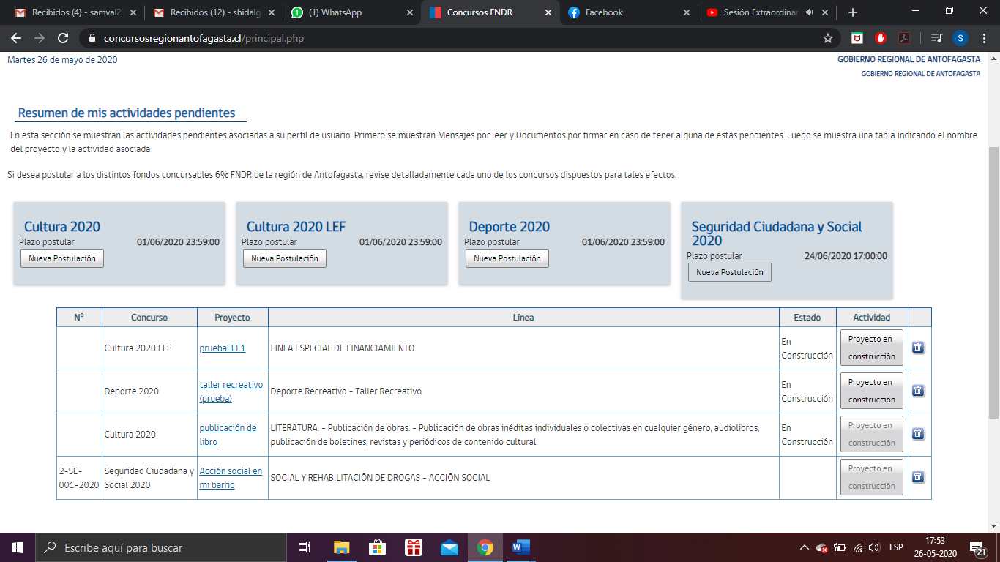 Recibidos (4) - samval2
Recibidos (12) - shidalg
(1) WhatsApp
Concursos FNDR
Facebook
Sesión Extraordinar
concursosregionantofagasta.cl/principal.php
S
Martes 26 de mayo de 2020
GOBIERNO REGIONAL DE ANTOFAGASTA
GOBIERNO REGIONAL DE ANTOFAGASTA
Resumen de mis actividades pendientes
En esta sección se muestran las actividades pendientes asociadas a su perfil de usuario. Primero se muestran Mensajes por leer y Documentos por firmar en caso de tener alguna de estas pendientes. Luego se muestra una tabla indicando el nombre
del proyecto y la actividad asociada
Si desea postular a los distintos fondos concursables 6% FNDR de la región de Antofagasta, revise detalladamente cada uno de los concursos dispuestos para tales efectos:
Cultura 2020
Plazo postular 01/06/2020 23:59:00
Nueva Postulación
Cultura 2020 LEF
Plazo postular 01/06/2020 23:59:00
Nueva Postulación
Deporte 2020
Plazo postular 01/06/2020 23:59:00
Nueva Postulación
Seguridad Ciudadana y Social
2020
Plazo postular 24/06/2020 17:00:00
Nueva Postulación
Nº Concurso Proyecto Línea Estado Actividad
Cultura 2020 LEF pruebaLEF1 LINEA ESPECIAL DE FINANCIAMIENTO.
En
Construcción
Proyecto en
construcción
Deporte 2020
taller recreativo
(prueba)
Deporte Recreativo - Taller Recreativo
En
Construcción
Proyecto en
construcción
Cultura 2020
publicación de
libro
LITERATURA. - Publicación de obras. - Publicación de obras inéditas individuales o colectivas en cualquier género, audiolibros,
publicación de boletines, revistas y periódicos de contenido cultural.
En
Construcción
Proyecto en
construcción
2-SE-
001-2020
Seguridad Ciudadana y
Social 2020
Acción social en
mi barrio
SOCIAL Y REHABILITACIÓN DE DROGAS - ACCIÓN SOCIAL
Proyecto en
construcción
Escribe aquí para buscar
ESP
17:53
26-05-2020
21